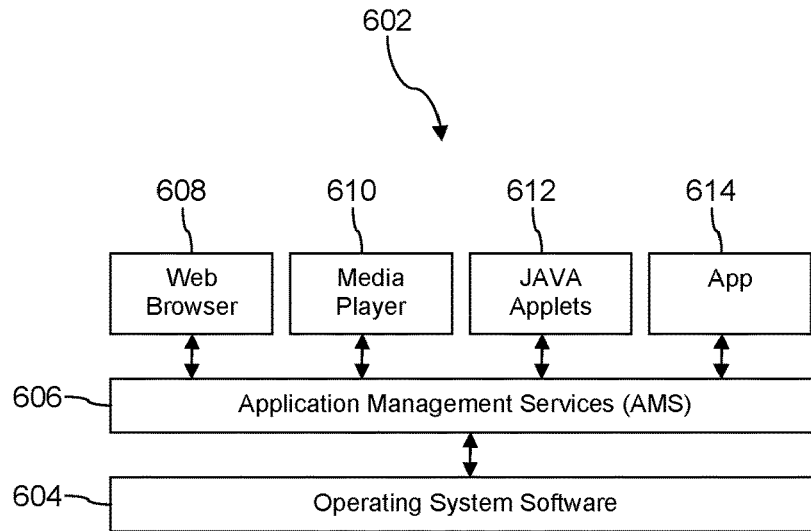 602
608
610
612
614
Web
Browser
Media
Player
JAVA
Applets
App
606
Application Management Services (AMS)
604
Operating System Software